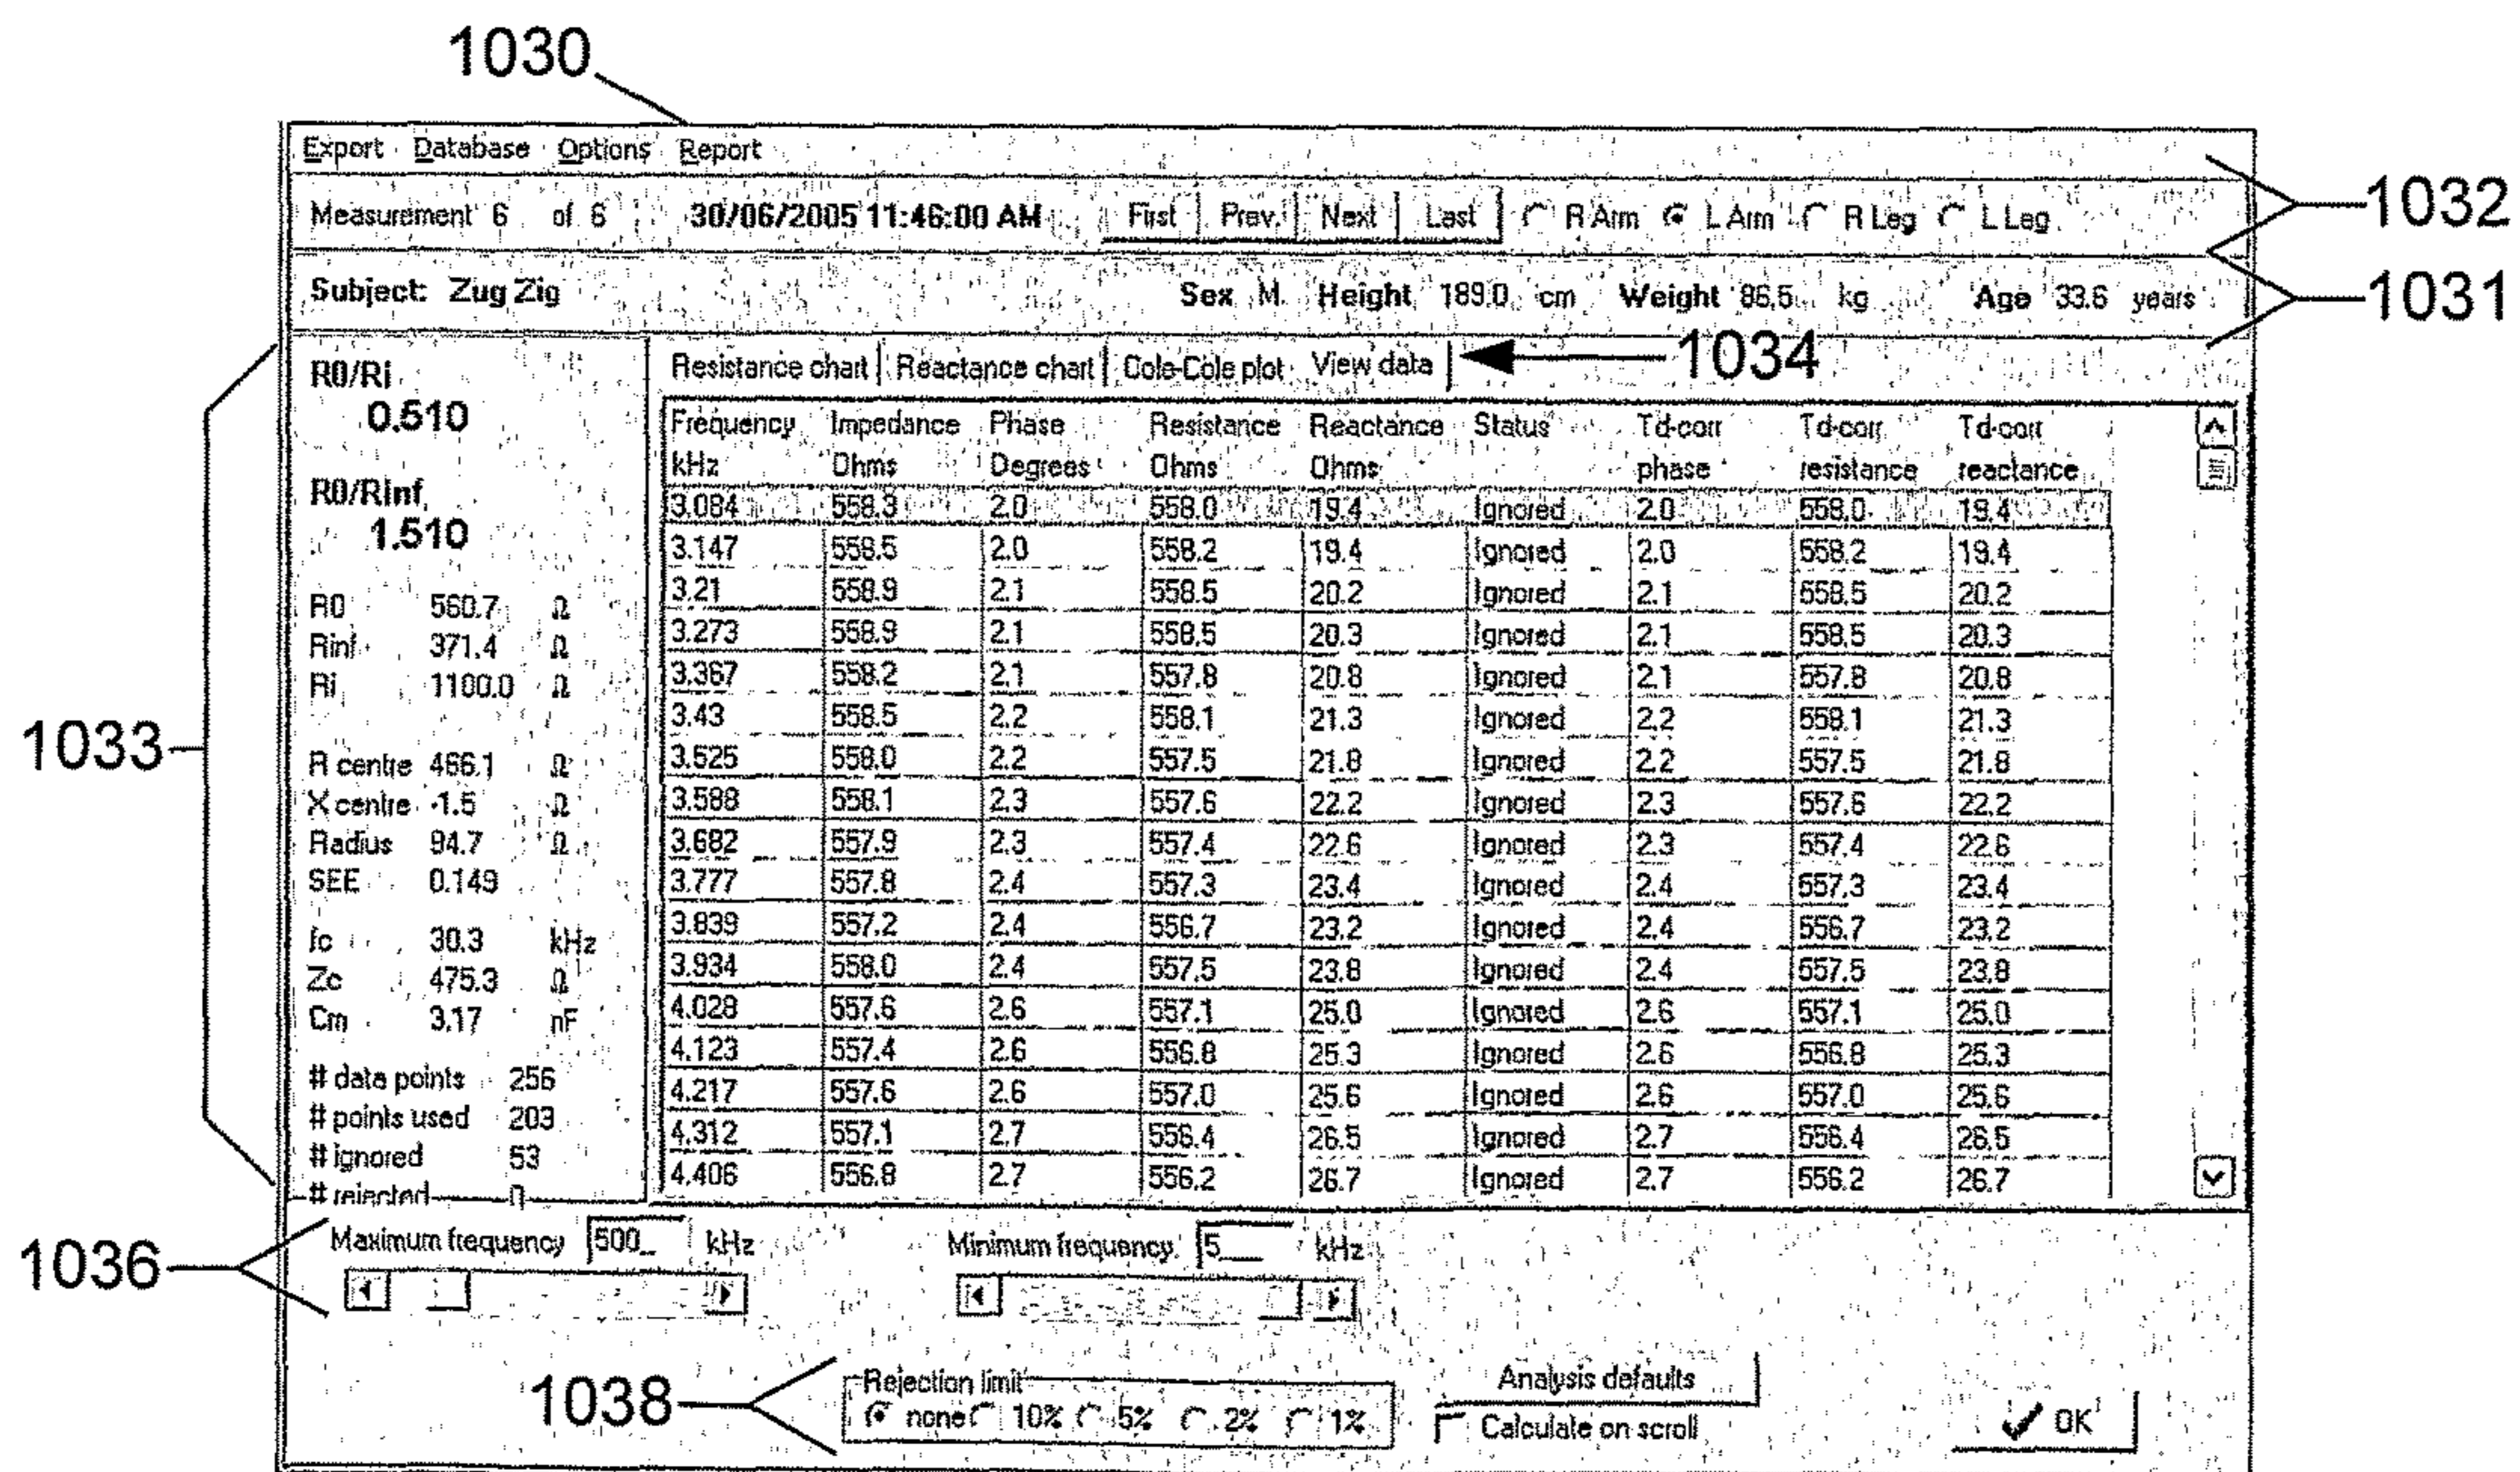 1030
Export Database Options Report
Measurement 6 of 6 30/06/2005 11:46:00 AM First Prev. Next Last R Arm L Arm R Leg L Leg
1032
Subject: Zug Zig Sex M Height 189.0 cm Weight 86.5 kg Age 33.6 years
1031
R0/Ri
0.510
R0/RInf
1.510
R0 560.7 Ω
Rinf 371.4 Ω
Ri 1100.0 Ω
R centre 466.1 Ω
X centre -1.5 Ω
Radius 94.7 Ω
SEE 0.149
fc 30.3 kHz
Zc 475.3 Ω
Cm 3.17 nF
# data points 256
# points used 203
# ignored 53
# rejected 0
1033
Resistance chart Reactance chart Cole-Cole plot View data
1034
Frequency Impedance Phase Resistance Reactance Status Td-corr Td-corr Td-corr
kHz Ohms Degrees Ohms Ohms phase resistance reactance
3.084 558.3 2.0 558.0 19.4 Ignored 2.0 558.0 19.4
3.147 558.5 2.0 558.2 19.4 Ignored 2.0 558.2 19.4
3.21 558.9 2.1 558.5 20.2 Ignored 2.1 558.5 20.2
3.273 558.9 2.1 558.5 20.3 Ignored 2.1 558.5 20.3
3.367 558.2 2.1 557.8 20.8 Ignored 2.1 557.8 20.8
3.43 558.5 2.2 558.1 21.3 Ignored 2.2 558.1 21.3
3.525 558.0 2.2 557.5 21.8 Ignored 2.2 557.5 21.8
3.588 558.1 2.3 557.6 22.2 Ignored 2.3 557.6 22.2
3.682 557.9 2.3 557.4 22.6 Ignored 2.3 557.4 22.6
3.777 557.8 2.4 557.3 23.4 Ignored 2.4 557.3 23.4
3.839 557.2 2.4 556.7 23.2 Ignored 2.4 556.7 23.2
3.934 558.0 2.4 557.5 23.8 Ignored 2.4 557.5 23.8
4.028 557.6 2.6 557.1 25.0 Ignored 2.6 557.1 25.0
4.123 557.4 2.6 556.8 25.3 Ignored 2.6 556.8 25.3
4.217 557.6 2.6 557.0 25.6 Ignored 2.6 557.0 25.6
4.312 557.1 2.7 556.4 26.5 Ignored 2.7 556.4 26.5
4.406 556.8 2.7 556.2 26.7 Ignored 2.7 556.2 26.7
1036
Maximum frequency 500 kHz Minimum frequency 5 kHz
1038
Rejection limit
none 10% 5% 2% 1%
Analysis defaults
Calculate on scroll
OK